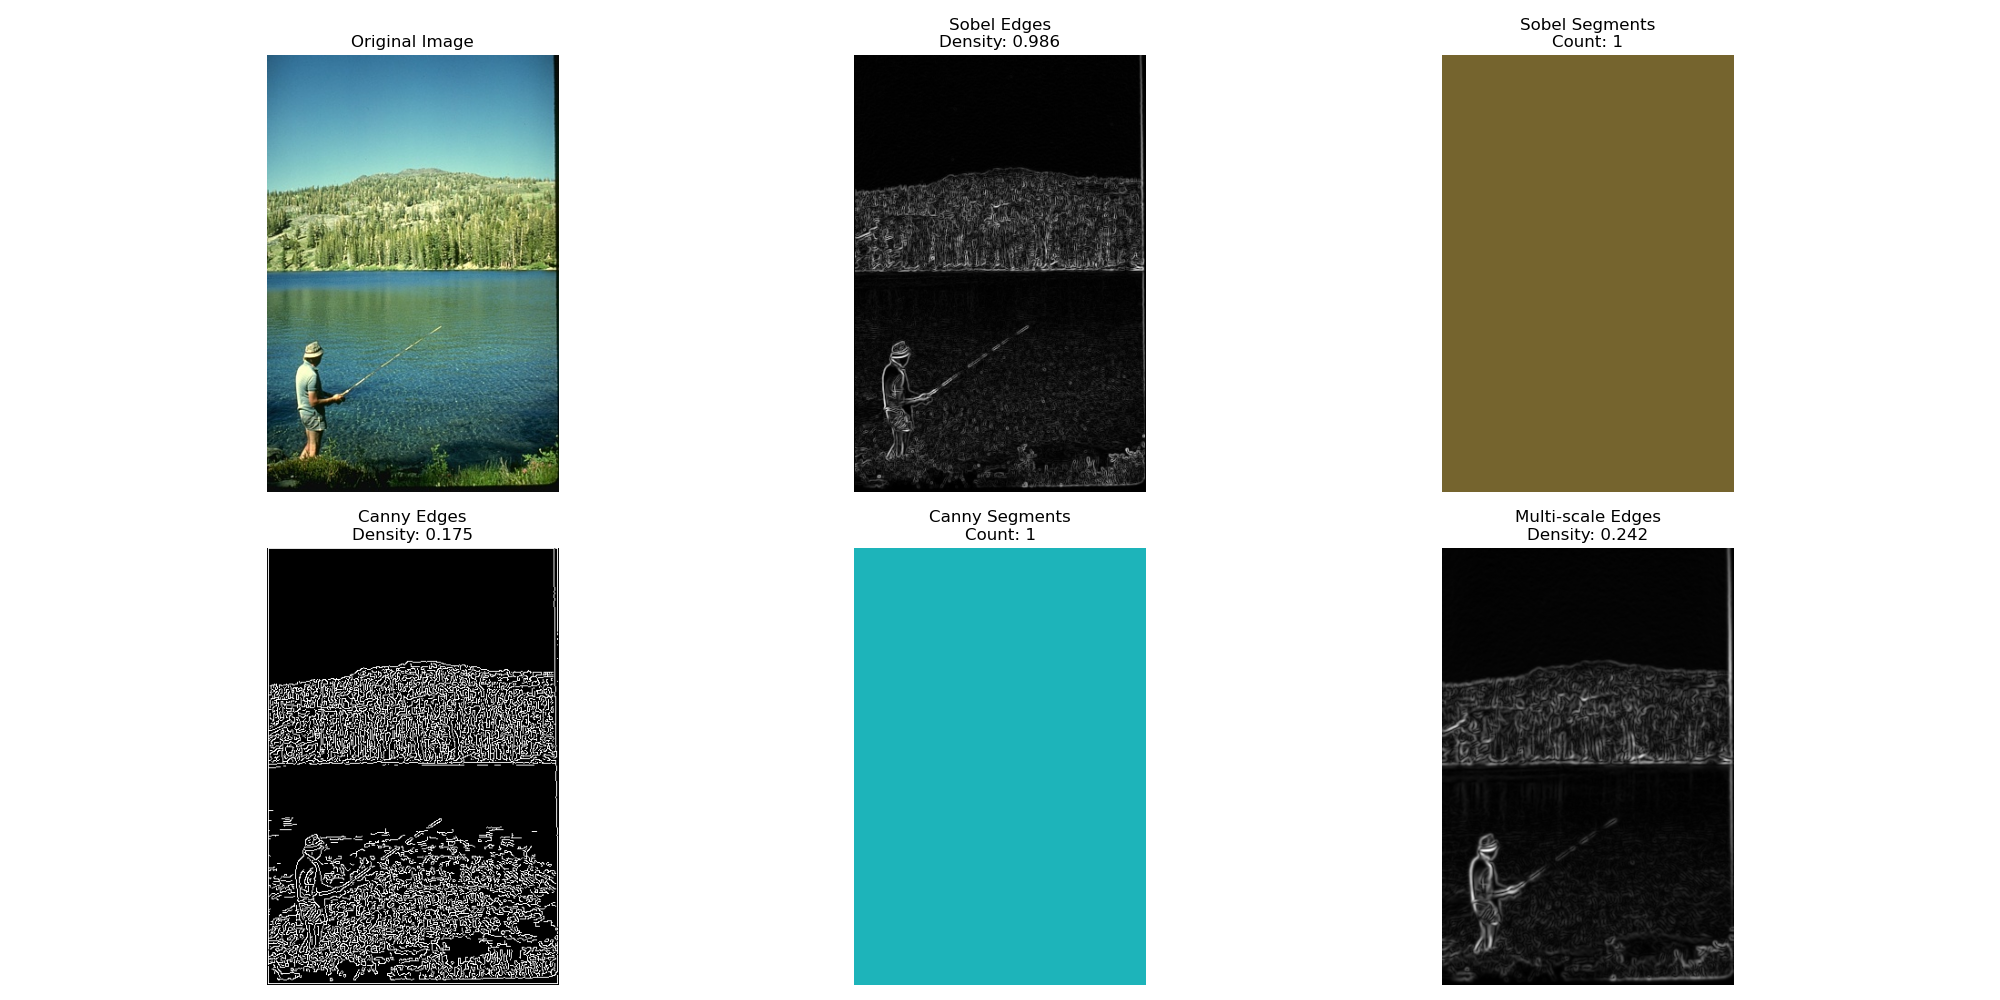 Original Image
Sobel Edges
Density: 0.986
Sobel Segments
Count: 1
Canny Edges
Density: 0.175
Canny Segments
Count: 1
Multi-scale Edges
Density: 0.242